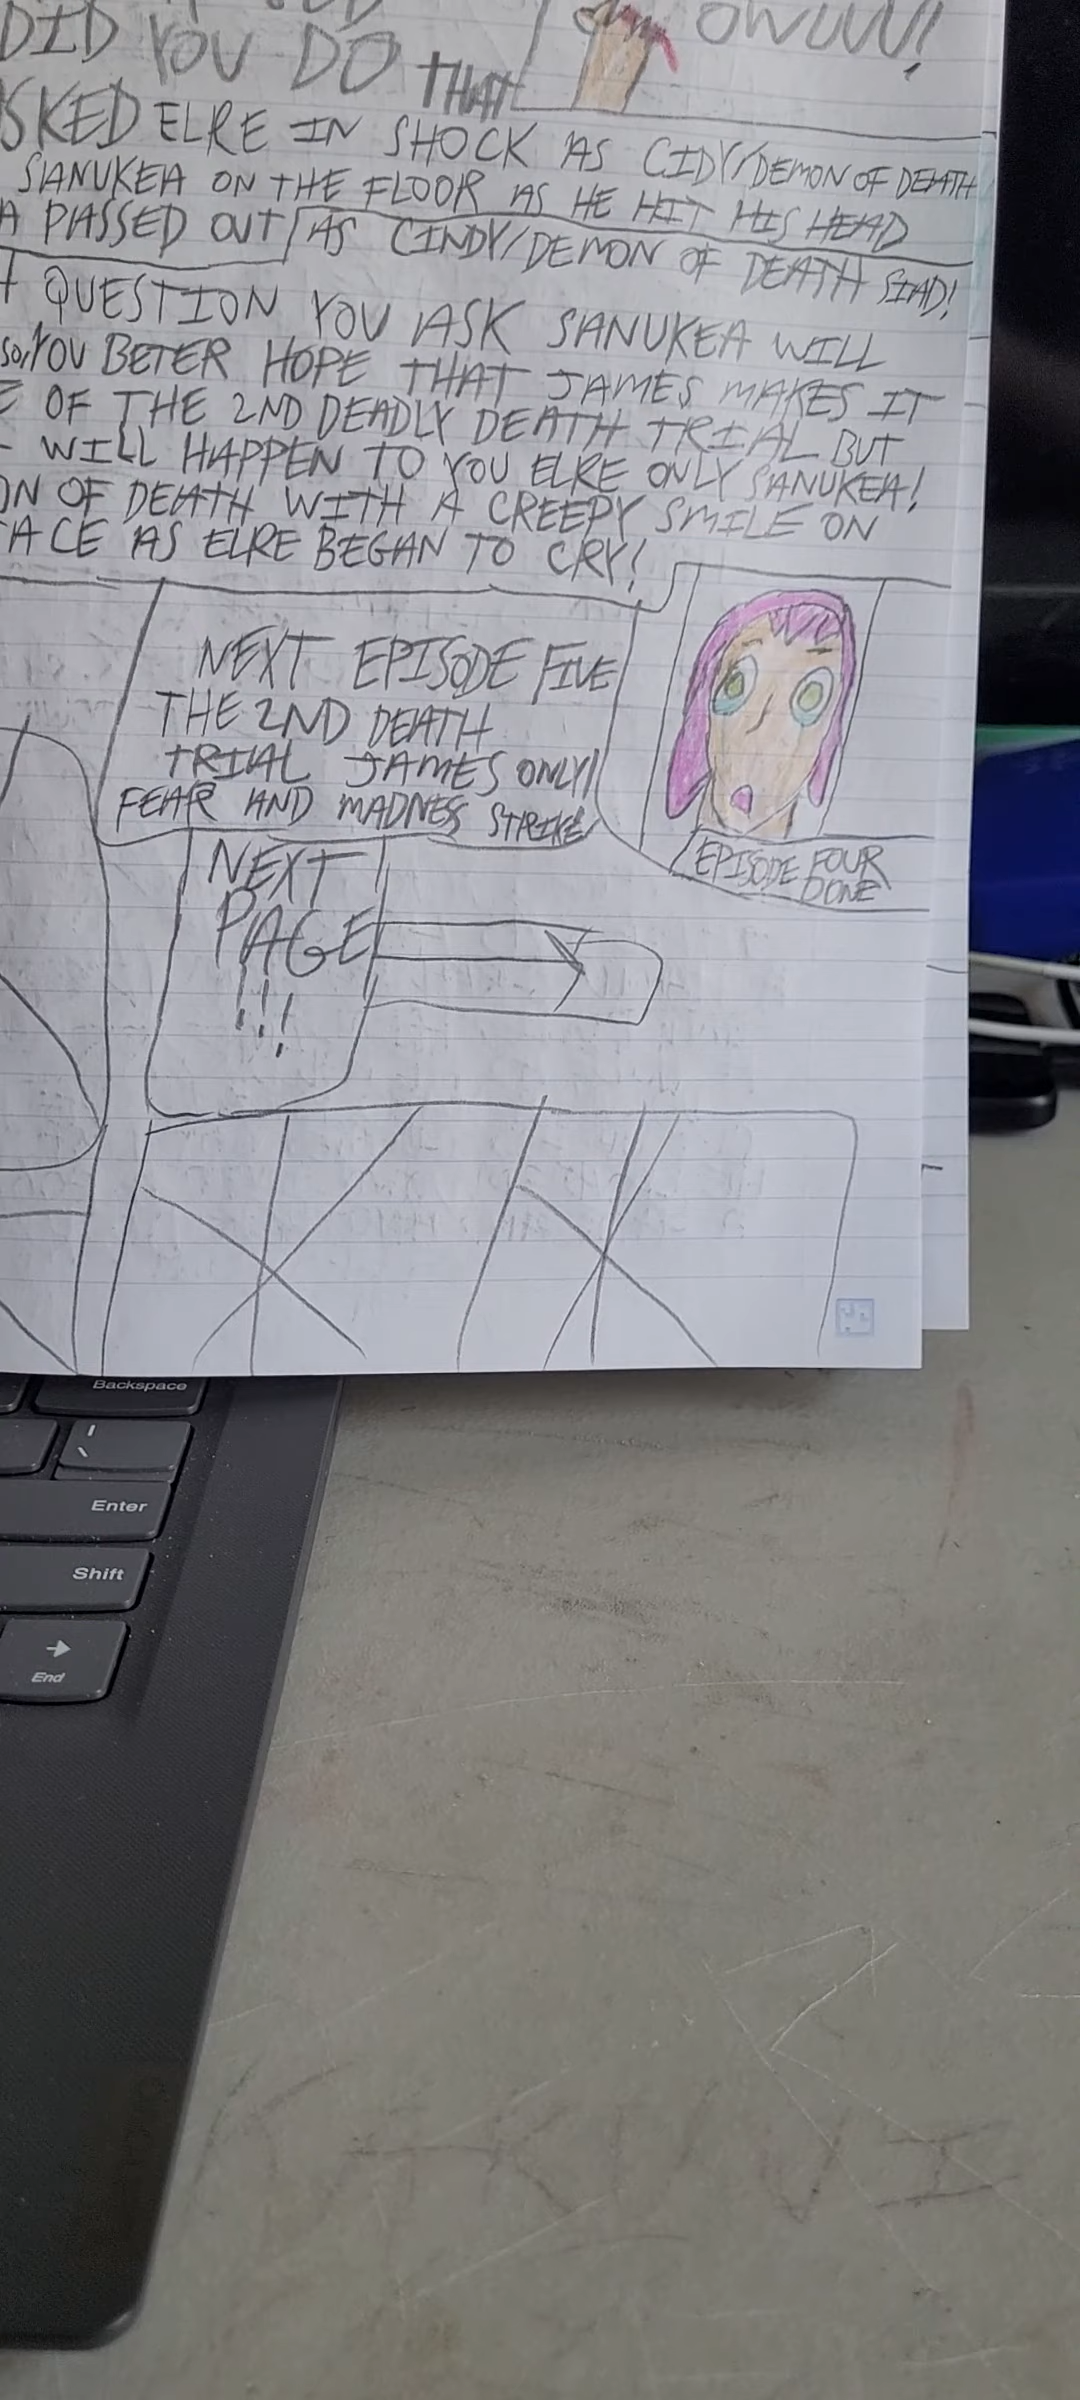 DID YOU DO THAT
OWUUU!
SKED ELRE IN SHOCK AS CIDY/DEMON OF DEATH
SANUKEA ON THE FLOOR AS HE HIT HIS HEAD
A PASSED OUT AS CINDY/DEMON OF DEATH SIAD!
QUESTION YOU ASK SANUKEA WILL
so, YOU BETER HOPE THAT JAMES MAKES IT
E OF THE 2ND DEADLY DEATH TRIAL BUT
WILL HAPPEN TO YOU ELRE ONLY SANUKEA!
ON OF DEATH WITH A CREEPY SMILE ON
FACE AS ELRE BEGAN TO CRY!
NEXT EPISODE FIVE
THE 2ND DEATH
TRIAL JAMES ONLY!
FEAR AND MADNESS STRIKE
EPISODE FOUR
DONE
NEXT
PAGE
!!!
Backspace
Enter
Shift
End